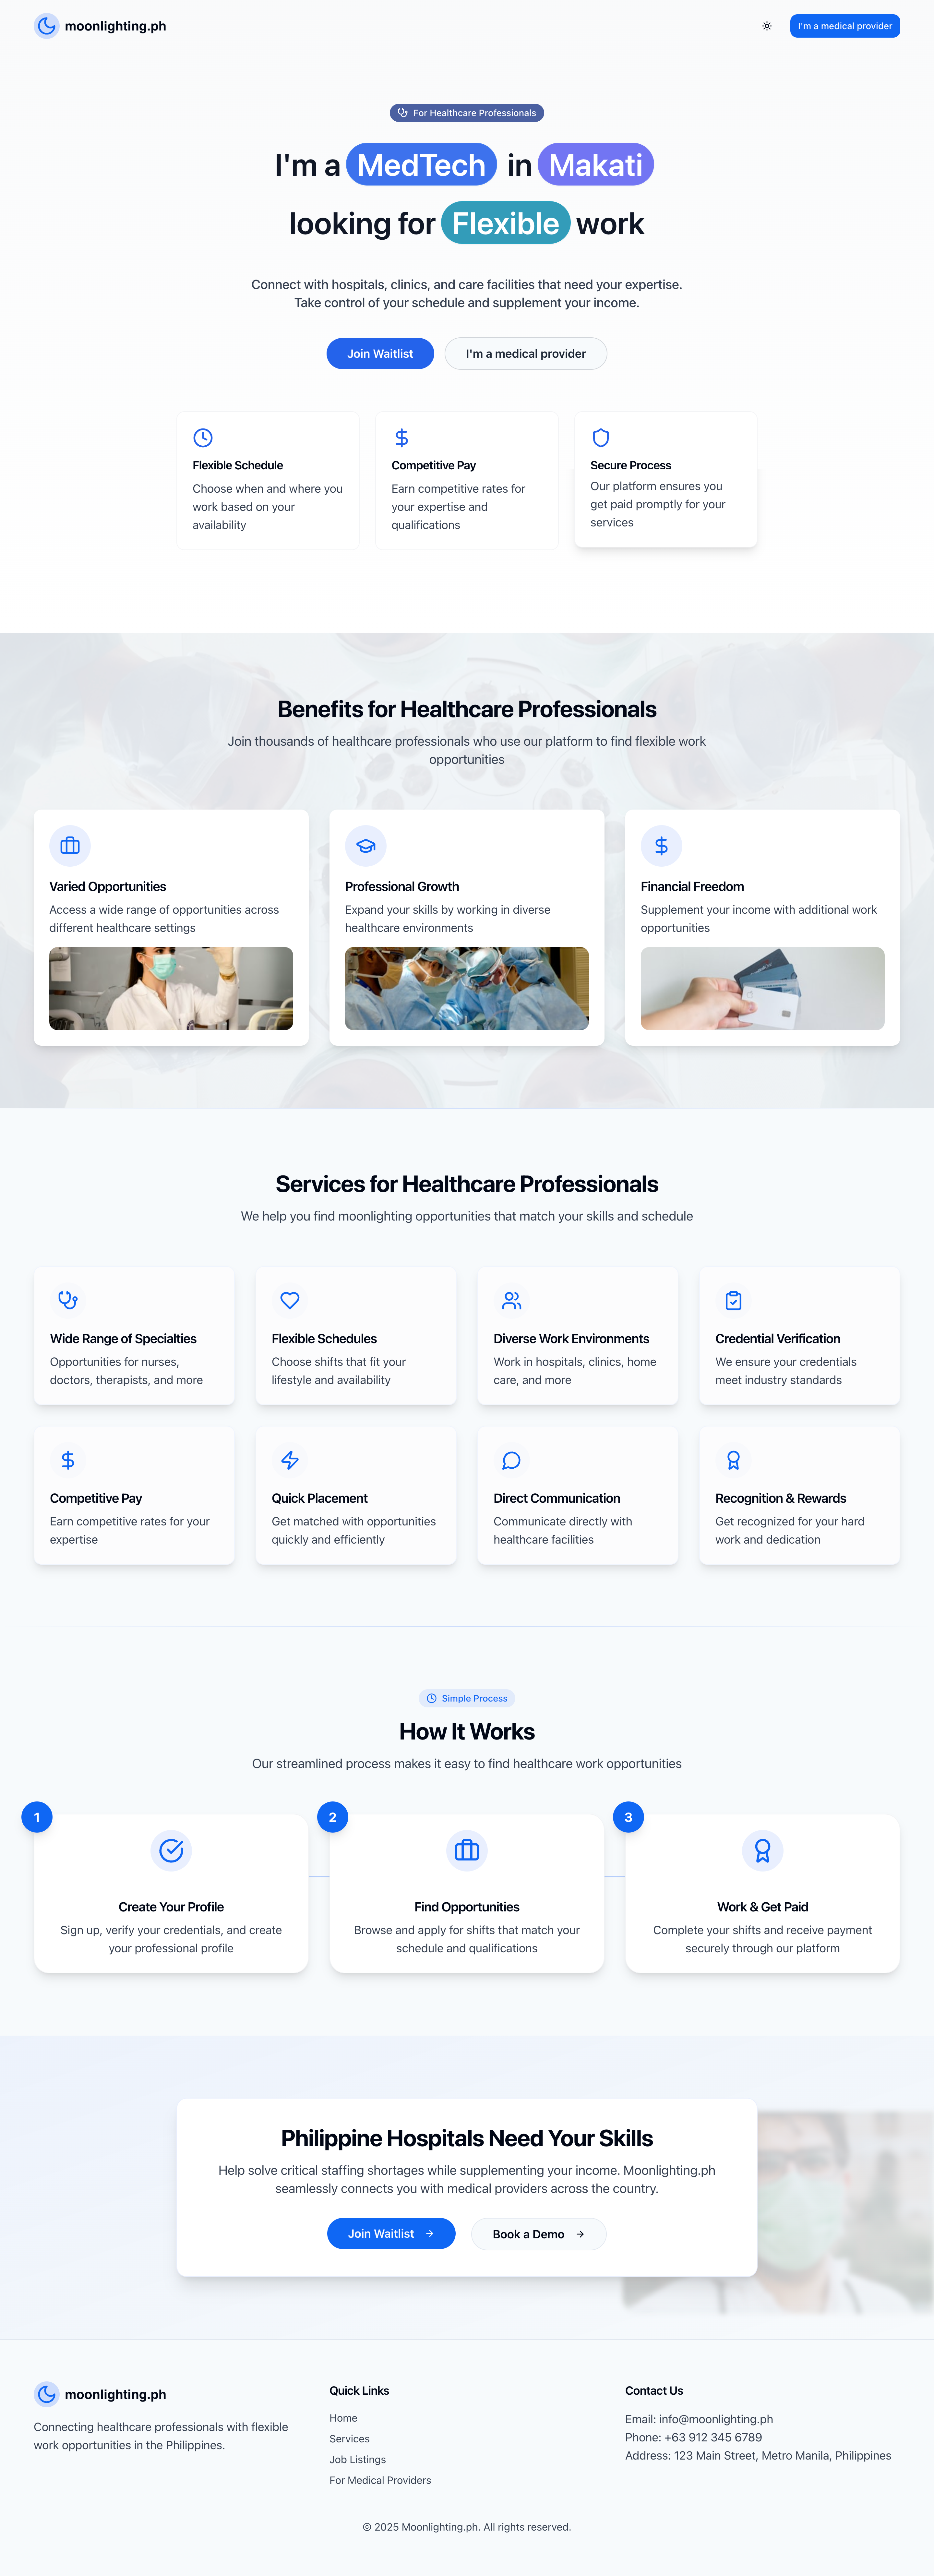 moonlighting.ph
I'm a medical provider
For Healthcare Professionals
I'm a MedTech in Makati
looking for Flexible work
Connect with hospitals, clinics, and care facilities that need your expertise.
Take control of your schedule and supplement your income.
Join Waitlist
I'm a medical provider
Flexible Schedule
Choose when and where you
work based on your
availability
Competitive Pay
Earn competitive rates for
your expertise and
qualifications
Secure Process
Our platform ensures you
get paid promptly for your
services
Benefits for Healthcare Professionals
Join thousands of healthcare professionals who use our platform to find flexible work
opportunities
Varied Opportunities
Access a wide range of opportunities across
different healthcare settings
Professional Growth
Expand your skills by working in diverse
healthcare environments
Financial Freedom
Supplement your income with additional work
opportunities
Services for Healthcare Professionals
We help you find moonlighting opportunities that match your skills and schedule
Wide Range of Specialties
Opportunities for nurses,
doctors, therapists, and more
Flexible Schedules
Choose shifts that fit your
lifestyle and availability
Diverse Work Environments
Work in hospitals, clinics, home
care, and more
Credential Verification
We ensure your credentials
meet industry standards
Competitive Pay
Earn competitive rates for your
expertise
Quick Placement
Get matched with opportunities
quickly and efficiently
Direct Communication
Communicate directly with
healthcare facilities
Recognition & Rewards
Get recognized for your hard
work and dedication
Simple Process
How It Works
Our streamlined process makes it easy to find healthcare work opportunities
1
Create Your Profile
Sign up, verify your credentials, and create
your professional profile
2
Find Opportunities
Browse and apply for shifts that match your
schedule and qualifications
3
Work & Get Paid
Complete your shifts and receive payment
securely through our platform
Philippine Hospitals Need Your Skills
Help solve critical staffing shortages while supplementing your income. Moonlighting.ph
seamlessly connects you with medical providers across the country.
Join Waitlist
Book a Demo
moonlighting.ph
Connecting healthcare professionals with flexible
work opportunities in the Philippines.
Quick Links
Home
Services
Job Listings
For Medical Providers
Contact Us
Email: info@moonlighting.ph
Phone: +63 912 345 6789
Address: 123 Main Street, Metro Manila, Philippines
© 2025 Moonlighting.ph. All rights reserved.